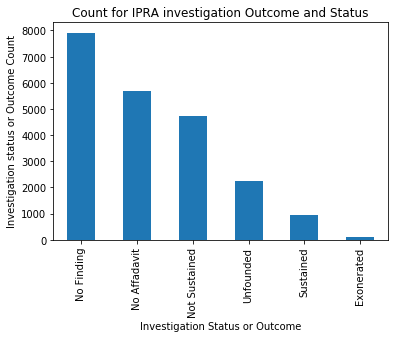 Count for IPRA investigation Outcome and Status
Investigation status or Outcome Count
8000
7000
6000
5000
4000
3000
2000
1000
0
No Finding
No Affadavit
Not Sustained
Unfounded
Sustained
Exonerated
Investigation Status or Outcome